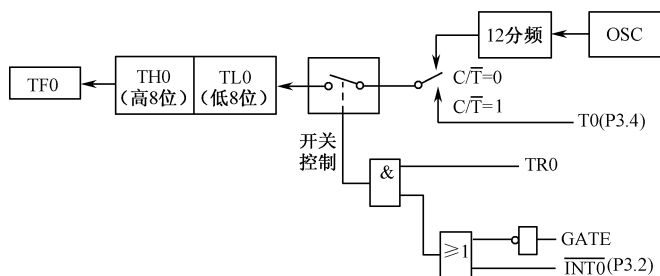 12分频
OSC
TF0
TH0
(高8位)
TL0
(低8位)
C/T̅=0
C/T̅=1
T0(P3.4)
开关
控制
&
TR0
≥1
GATE
I̅N̅T̅0̅(P3.2)